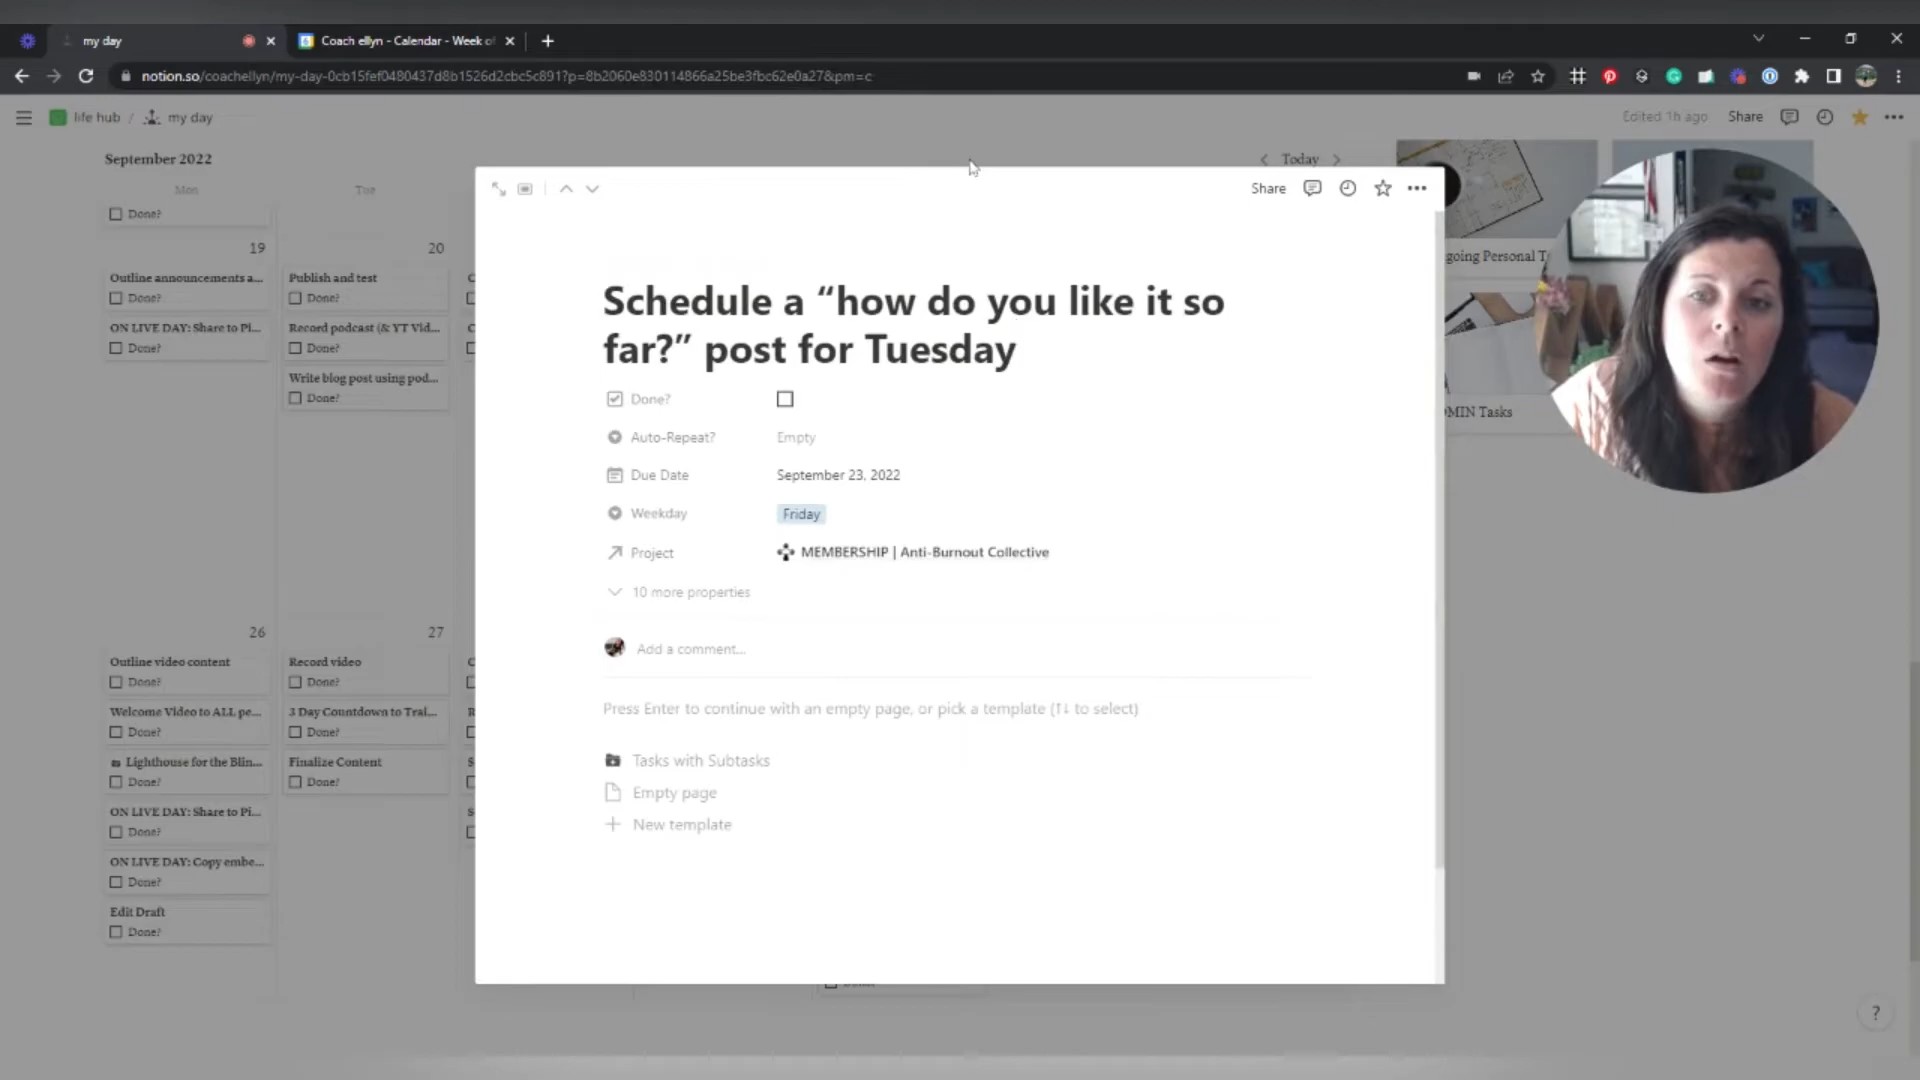 my day
Coach ellyn - Calendar - Week of
notion.so/coachellyn/my-day-0cb15fef0480437d8b1526d2cbc5c891?p=8b2060e830114866a25be3fbc62e0a27&pm=c
life hub / my day
Edited 1h ago
Share
September 2022
Today
Mon
Tue
Done?
19
20
Outline announcements a...
Done?
ON LIVE DAY: Share to Pi...
Done?
Publish and test
Done?
Record podcast (& YT Vid...
Done?
Write blog post using pod...
Done?
26
27
Outline video content
Done?
Welcome Video to ALL pe...
Done?
Lighthouse for the Blin...
Done?
ON LIVE DAY: Share to Pi...
Done?
ON LIVE DAY: Copy embe...
Done?
Edit Draft
Done?
Record video
Done?
3 Day Countdown to Trai...
Done?
Finalize Content
Done?
Share
Schedule a “how do you like it so
far?” post for Tuesday
Done?
Auto-Repeat? Empty
Due Date September 23, 2022
Weekday Friday
Project MEMBERSHIP | Anti-Burnout Collective
10 more properties
Add a comment...
Press Enter to continue with an empty page, or pick a template (↑↓ to select)
Tasks with Subtasks
Empty page
New template
going Personal T
MIN Tasks
?